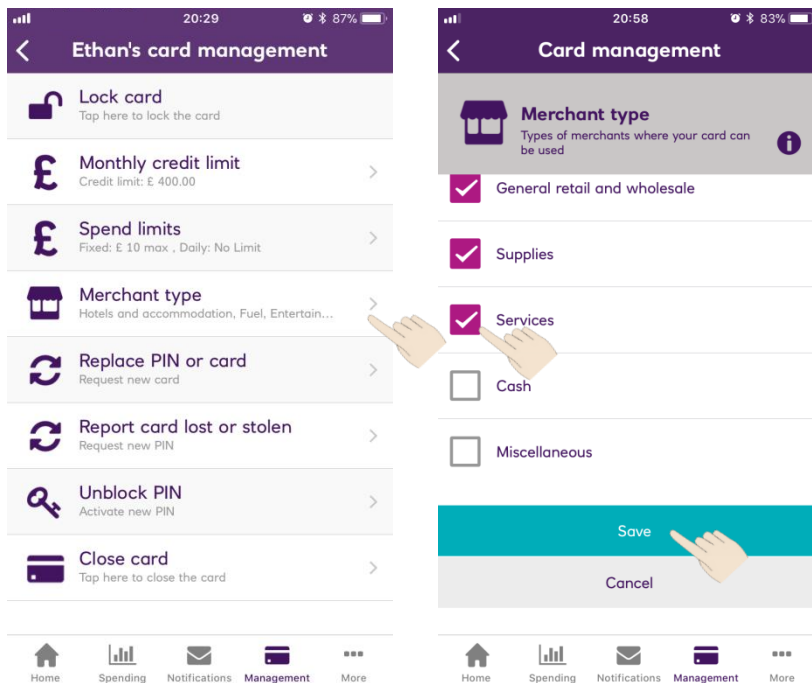 20:29
87%
Ethan's card management
Lock card
Tap here to lock the card
Monthly credit limit
Credit limit: £ 400.00
Spend limits
Fixed: £ 10 max , Daily: No Limit
Merchant type
Hotels and accommodation, Fuel, Entertain...
Replace PIN or card
Request new card
Report card lost or stolen
Request new PIN
Unblock PIN
Activate new PIN
Close card
Tap here to close the card
Home Spending Notifications Management More
20:58
83%
Card management
Merchant type
Types of merchants where your card can
be used
General retail and wholesale
Supplies
Services
Cash
Miscellaneous
Save
Cancel
Home Spending Notifications Management More